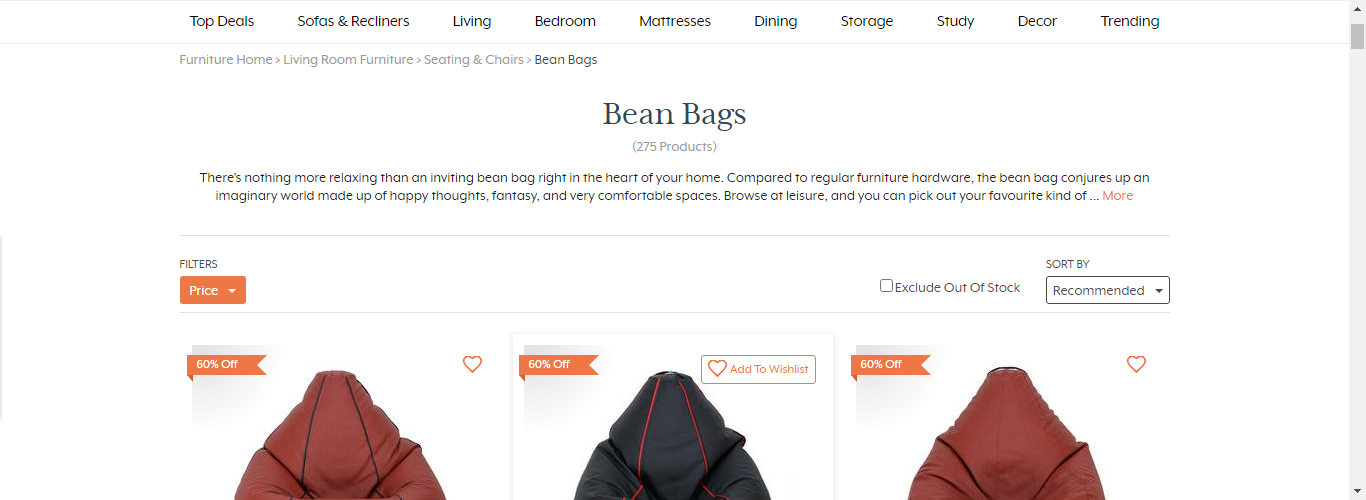 Top Deals Sofas & Recliners Living Bedroom Mattresses Dining Storage Study Decor Trending
Furniture Home > Living Room Furniture > Seating & Chairs > Bean Bags
Bean Bags
(275 Products)
There's nothing more relaxing than an inviting bean bag right in the heart of your home. Compared to regular furniture hardware, the bean bag conjures up an
imaginary world made up of happy thoughts, fantasy, and very comfortable spaces. Browse at leisure, and you can pick out your favourite kind of ... More
FILTERS
Price
Exclude Out Of Stock
SORT BY
Recommended
60% Off
60% Off
Add To Wishlist
60% Off